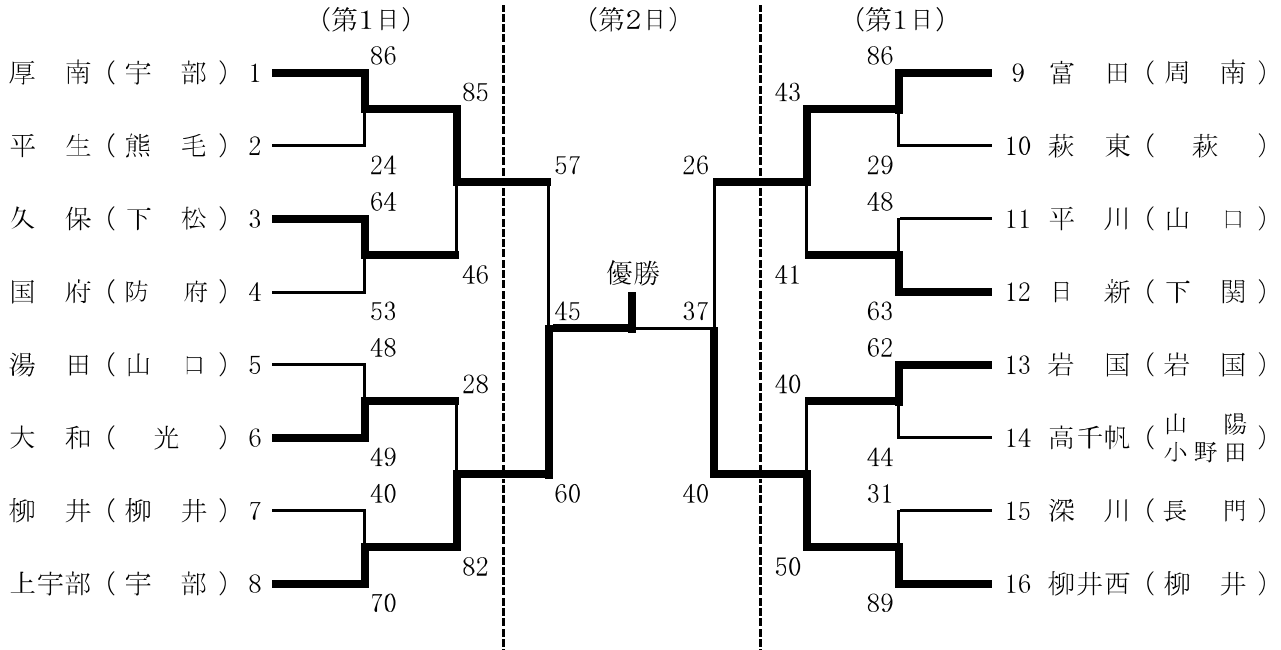 (第1日) (第2日) (第1日)
86 86
厚 南 ( 宇 部 ) 1 9 富 田 ( 周 南 )
85 43
平 生 ( 熊 毛 ) 2 10 萩 東 ( 萩 )
24 57 26 29
64 48
久 保 ( 下 松 ) 3 11 平 川 ( 山 口 )
46 優勝 41
国 府 ( 防 府 ) 4 12 日 新 ( 下 関 )
53 45 37 63
48 62
湯 田 ( 山 口 ) 5 13 岩 国 ( 岩 国 )
28 40
大 和 ( 光 ) 6 14 高千帆 ( 山 陽 小野田 )
49 44
40 60 40 31
柳 井 ( 柳 井 ) 7 15 深 川 ( 長 門 )
82 50
上宇部 ( 宇 部 ) 8 16 柳井西 ( 柳 井 )
70 89